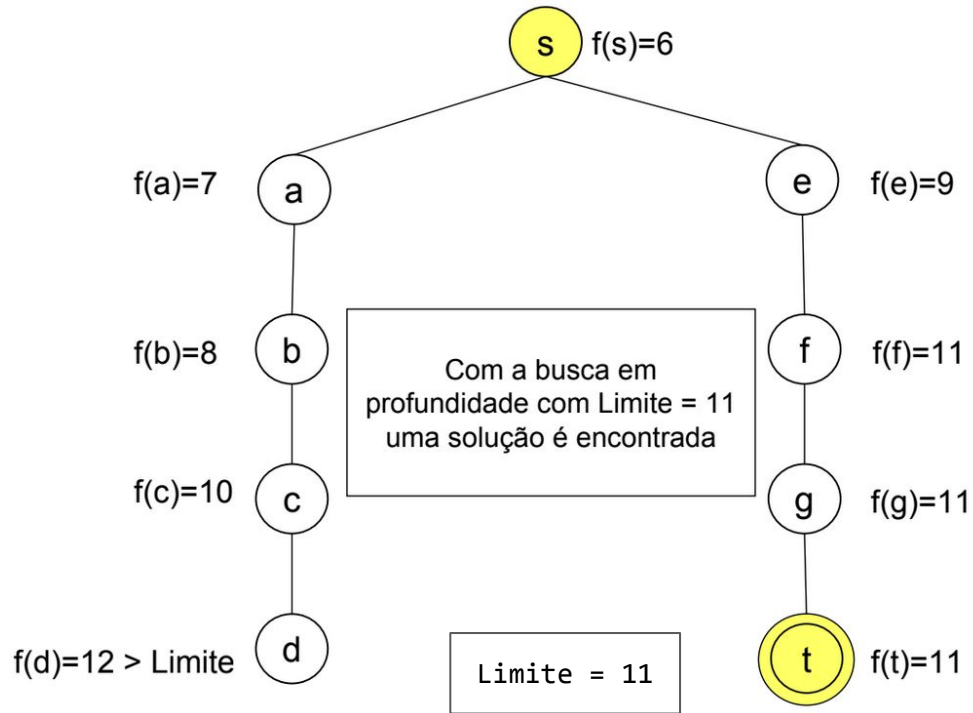 s f(s)=6
f(a)=7 a e f(e)=9
f(b)=8 b f f(f)=11
Com a busca em
profundidade com Limite = 11
uma solução é encontrada
f(c)=10 c g f(g)=11
f(d)=12 > Limite d t f(t)=11
Limite = 11